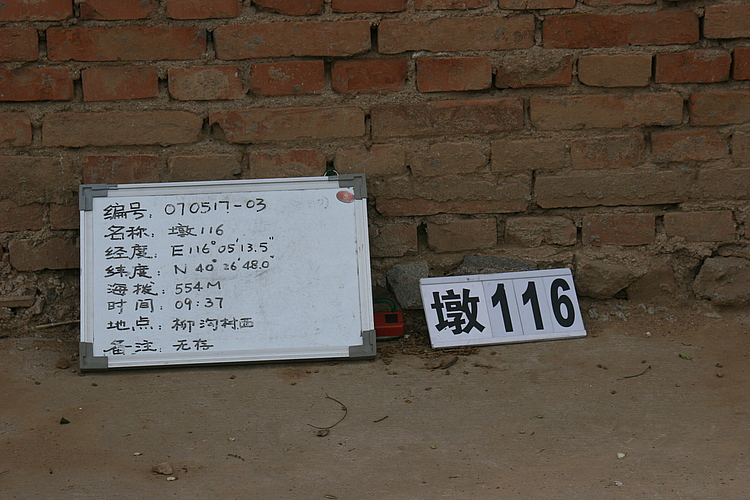 编号: 070517-03
名称: 墩116
经度: E116°05′13.5″
纬度: N 40°26′48.0″
海拨: 554M
时间: 09:37
地点: 柳沟村西
备注: 无存
墩116